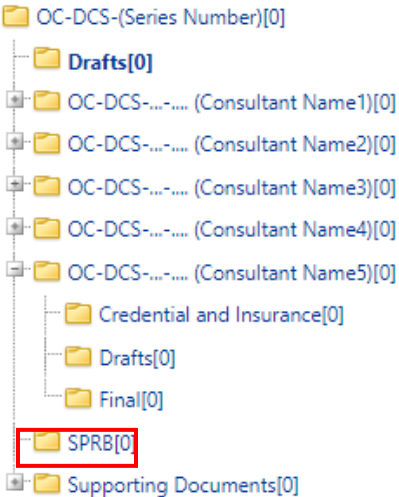 OC-DCS-(Series Number)[0]
Drafts[0]
OC-DCS-...-.... (Consultant Name1)[0]
OC-DCS-...-.... (Consultant Name2)[0]
OC-DCS-...-.... (Consultant Name3)[0]
OC-DCS-...-.... (Consultant Name4)[0]
OC-DCS-...-.... (Consultant Name5)[0]
Credential and Insurance[0]
Drafts[0]
Final[0]
SPRB[0]
Supporting Documents[0]